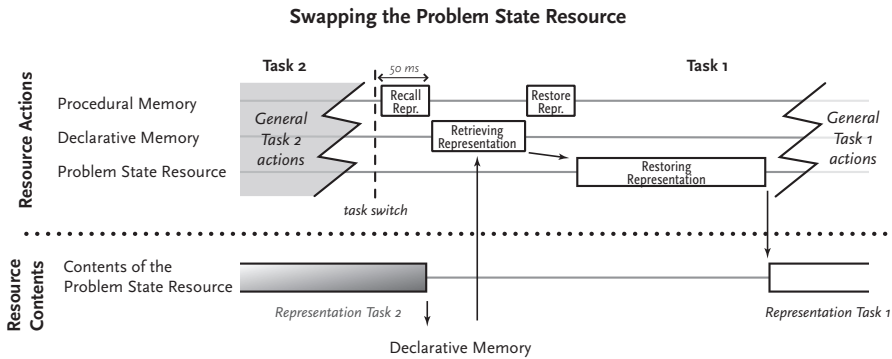 Swapping the Problem State Resource
Task 2
50 ms
Task 1
Resource Actions
Procedural Memory
Declarative Memory
Problem State Resource
General
Task 2
actions
Recall
Repr.
Restore
Repr.
Retrieving
Representation
Restoring
Representation
General
Task 1
actions
task switch
Resource
Contents
Contents of the
Problem State Resource
Representation Task 2
Representation Task 1
Declarative Memory